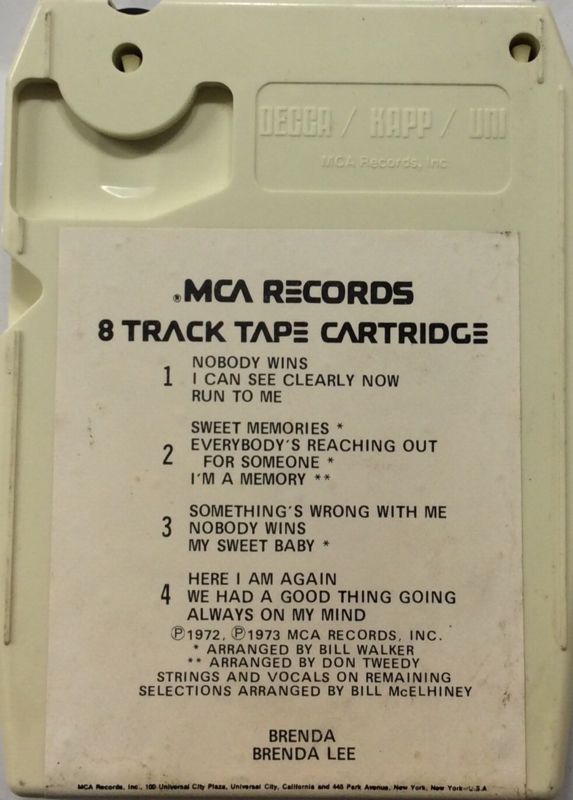 DECCA / KAPP / UNI
MCA Records, Inc
®MCA RECORDS
8 TRACK TAPE CARTRIDGE
1 NOBODY WINS
I CAN SEE CLEARLY NOW
RUN TO ME
SWEET MEMORIES *
2 EVERYBODY'S REACHING OUT
FOR SOMEONE *
I'M A MEMORY **
SOMETHING'S WRONG WITH ME
3 NOBODY WINS
MY SWEET BABY *
HERE I AM AGAIN
4 WE HAD A GOOD THING GOING
ALWAYS ON MY MIND
Ⓟ1972, Ⓟ1973 MCA RECORDS, INC.
* ARRANGED BY BILL WALKER
** ARRANGED BY DON TWEEDY
STRINGS AND VOCALS ON REMAINING
SELECTIONS ARRANGED BY BILL McELHINEY
BRENDA
BRENDA LEE
MCA Records, Inc., 100 Universal City Plaza, Universal City, California and 445 Park Avenue, New York, New York-U.S.A